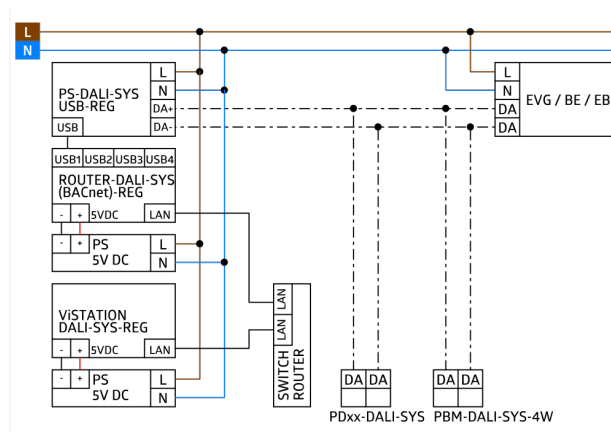 L
N
PS-DALI-SYS
USB-REG
L
N
DA+
DA-
USB
L
N
DA
DA
EVG / BE / EB
USB1 USB2 USB3 USB4
ROUTER-DALI-SYS
(BACnet)-REG
- + 5VDC LAN
- + PS
5V DC
L
N
ViSTATION
DALI-SYS-REG
- + 5VDC LAN
- + PS
5V DC
L
N
LAN
LAN
SWITCH
ROUTER
DA DA
PDxx-DALI-SYS
DA DA
PBM-DALI-SYS-4W